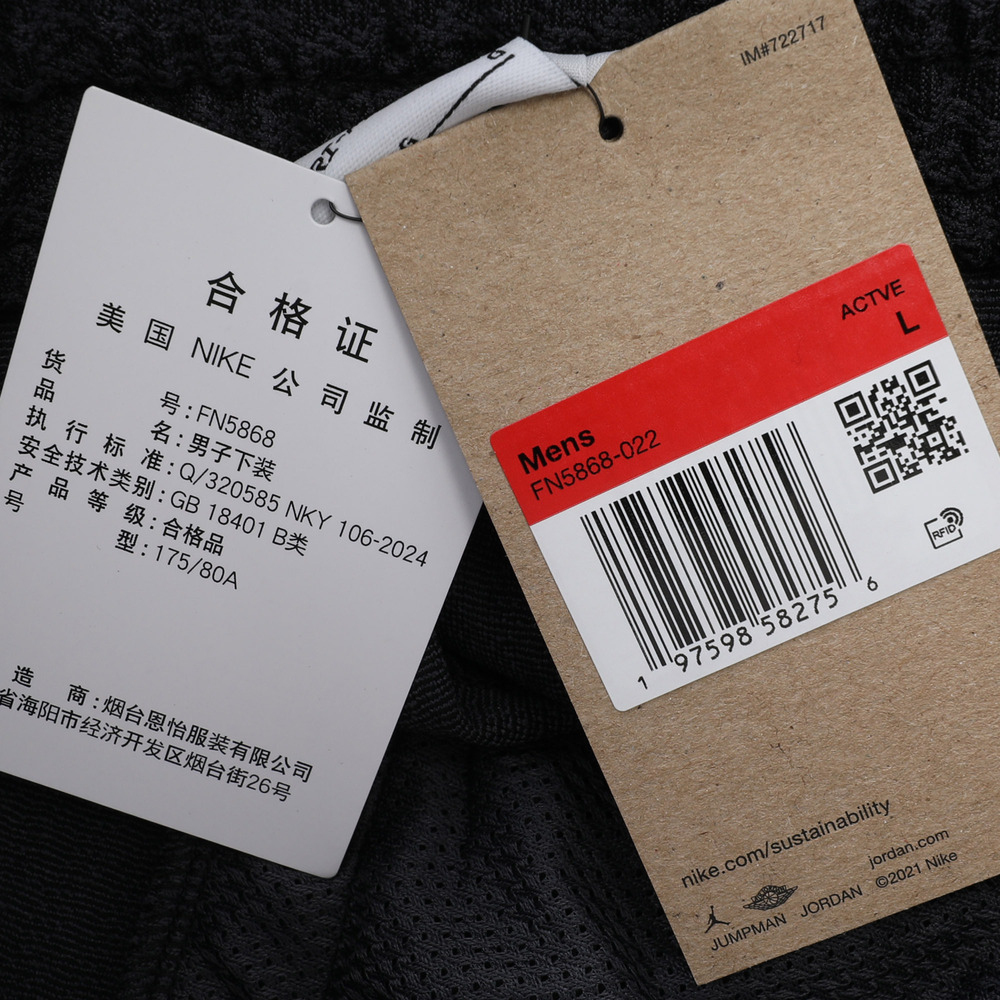 合格证
美国NIKE公司监制
货号:FN5868
品名:男子下装
执行标准:Q/320585 NKY 106-2024
安全技术类别:GB 18401 B类
产品等级:合格品
号型:175/80A
造商:烟台恩怡服装有限公司
省海阳市经济开发区烟台街26号
IM#722717
ACTVE
L
Mens
FN5868-022
1 97598 58275 6
RFID
nike.com/sustainability
jordan.com
JUMPMAN JORDAN ©2021 Nike